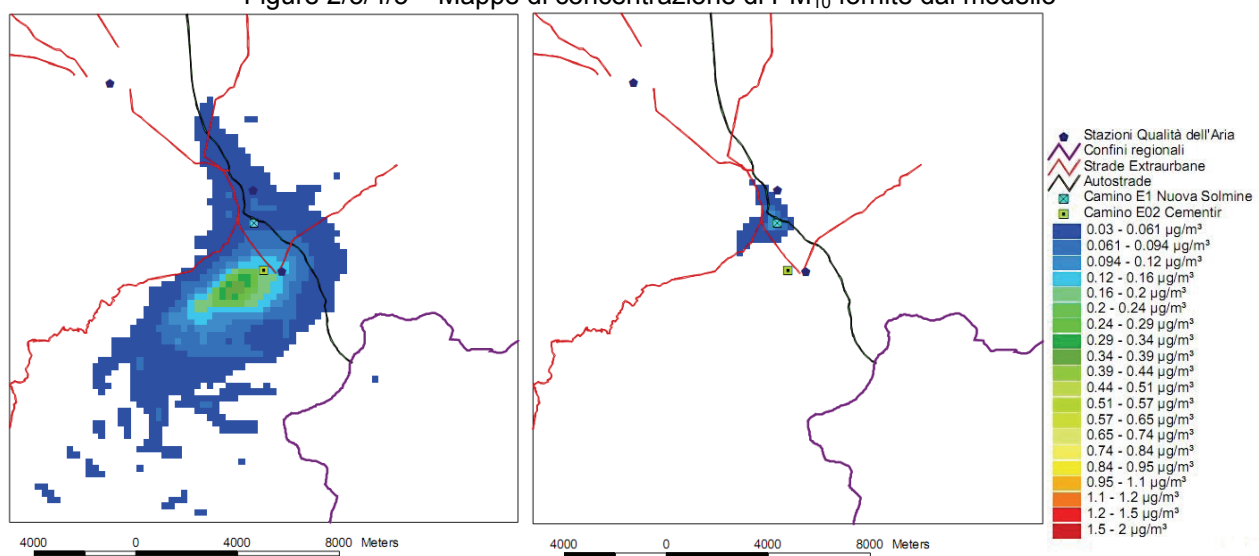 Figure 2/3/4/5 – Mappe di concentrazione di PM10 fornite dal modello
Stazioni Qualità dell'Aria
Confini regionali
Strade Extraurbane
Autostrade
Camino E1 Nuova Solmine
Camino E02 Cementir
0.03 - 0.061 µg/m³
0.061 - 0.094 µg/m³
0.094 - 0.12 µg/m³
0.12 - 0.16 µg/m³
0.16 - 0.2 µg/m³
0.2 - 0.24 µg/m³
0.24 - 0.29 µg/m³
0.29 - 0.34 µg/m³
0.34 - 0.39 µg/m³
0.39 - 0.44 µg/m³
0.44 - 0.51 µg/m³
0.51 - 0.57 µg/m³
0.57 - 0.65 µg/m³
0.65 - 0.74 µg/m³
0.74 - 0.84 µg/m³
0.84 - 0.95 µg/m³
0.95 - 1.1 µg/m³
1.1 - 1.2 µg/m³
1.2 - 1.5 µg/m³
1.5 - 2 µg/m³
4000 0 4000 8000 Meters
4000 0 4000 8000 Meters